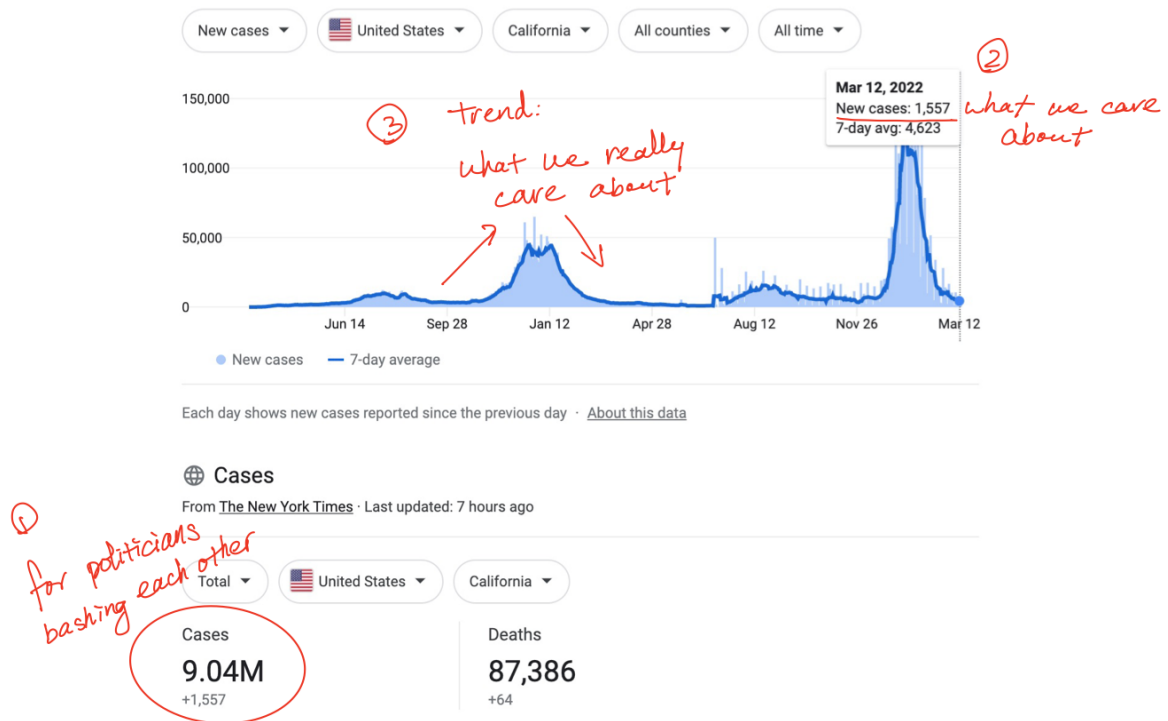 New cases United States California All counties All time
②
Mar 12, 2022
New cases: 1,557
7-day avg: 4,623
what we care
about
③ trend:
what we really
care about
150,000
100,000
50,000
0
Jun 14 Sep 28 Jan 12 Apr 28 Aug 12 Nov 26 Mar 12
New cases 7-day average
Each day shows new cases reported since the previous day · About this data
Cases
From The New York Times · Last updated: 7 hours ago
①
for politicians
bashing each other
Total United States California
Cases Deaths
9.04M 87,386
+1,557 +64